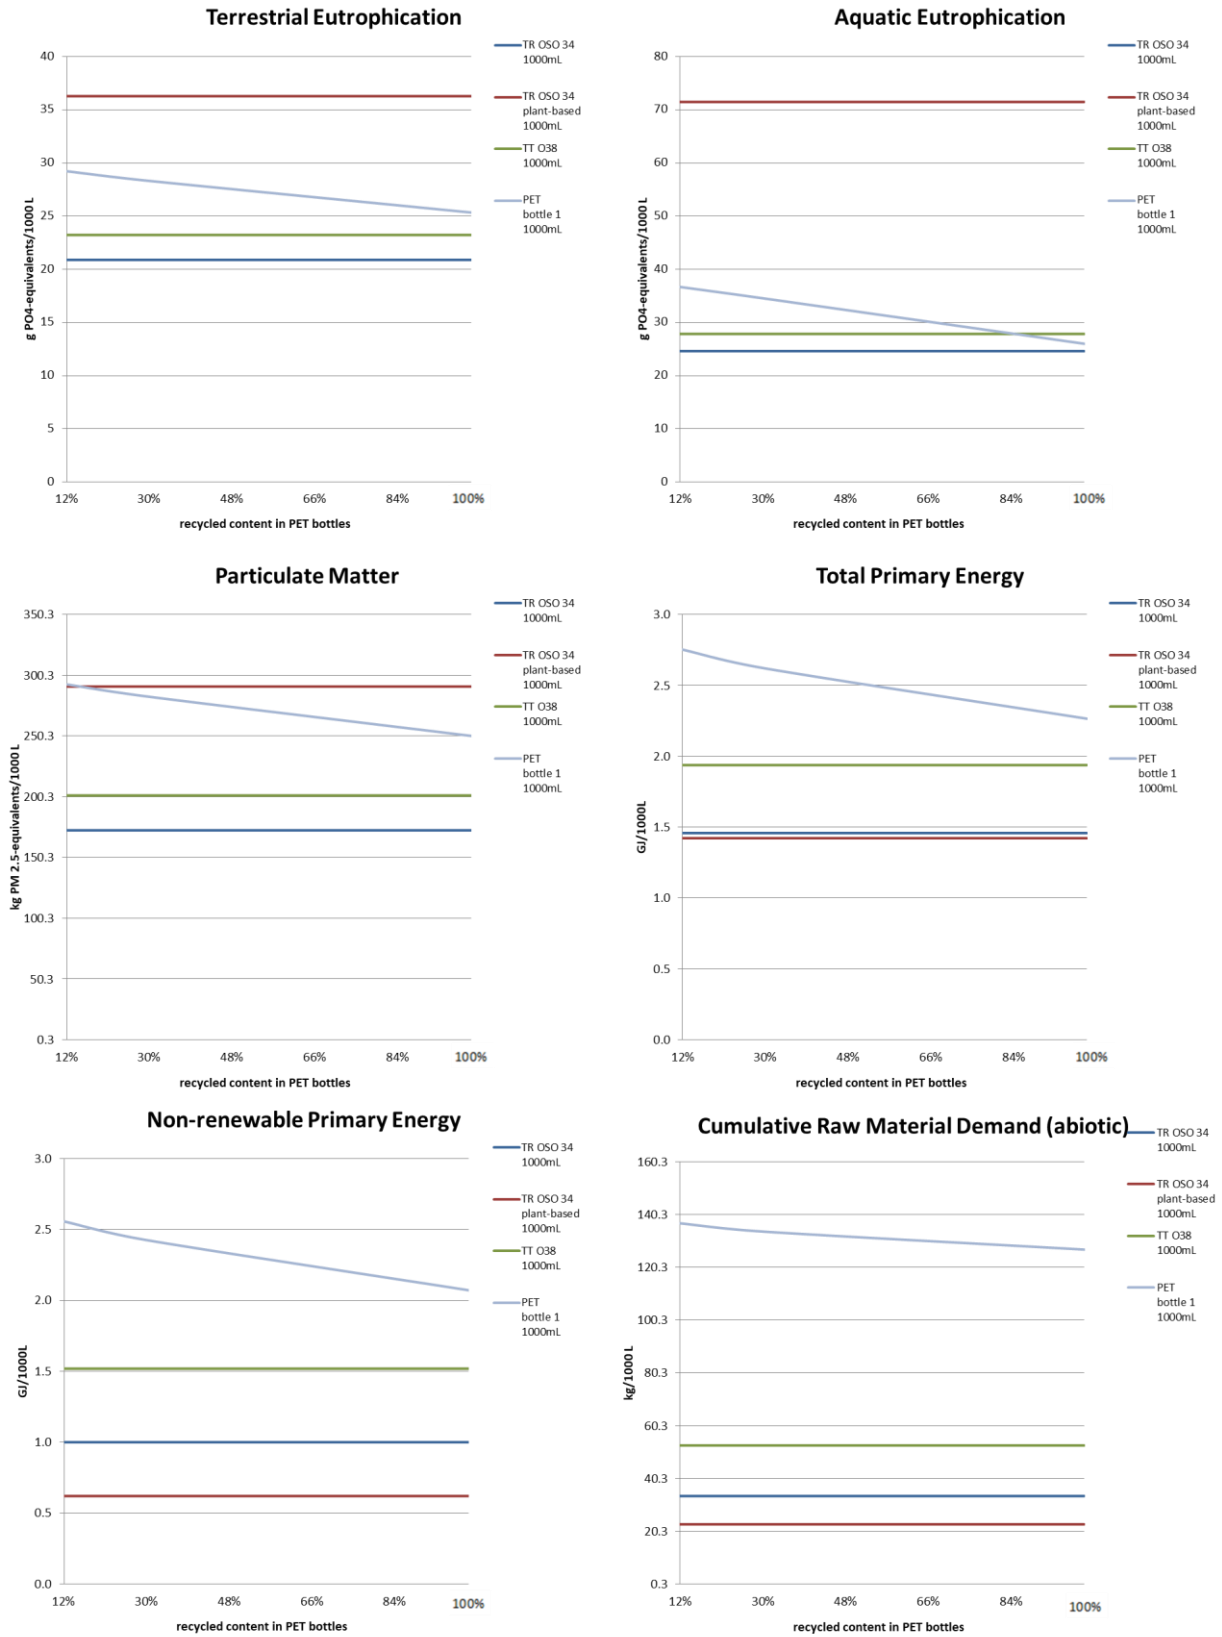 Terrestrial Eutrophication
g PO4-equivalents/1000 L
40
35
30
25
20
15
10
5
0
12% 30% 48% 66% 84% 100%
recycled content in PET bottles
TR OSO 34
1000mL
TR OSO 34
plant-based
1000mL
TT O38
1000mL
PET
bottle 1
1000mL
Aquatic Eutrophication
g PO4-equivalents/1000 L
80
70
60
50
40
30
20
10
0
12% 30% 48% 66% 84% 100%
recycled content in PET bottles
TR OSO 34
1000mL
TR OSO 34
plant-based
1000mL
TT O38
1000mL
PET
bottle 1
1000mL
Particulate Matter
kg PM 2.5-equivalents/1000 L
350.3
300.3
250.3
200.3
150.3
100.3
50.3
0.3
12% 30% 48% 66% 84% 100%
recycled content in PET bottles
TR OSO 34
1000mL
TR OSO 34
plant-based
1000mL
TT O38
1000mL
PET
bottle 1
1000mL
Total Primary Energy
GJ/1000L
3.0
2.5
2.0
1.5
1.0
0.5
0.0
12% 30% 48% 66% 84% 100%
recycled content in PET bottles
TR OSO 34
1000mL
TR OSO 34
plant-based
1000mL
TT O38
1000mL
PET
bottle 1
1000mL
Non-renewable Primary Energy
GJ/1000L
3.0
2.5
2.0
1.5
1.0
0.5
0.0
12% 30% 48% 66% 84% 100%
recycled content in PET bottles
TR OSO 34
1000mL
TR OSO 34
plant-based
1000mL
TT O38
1000mL
PET
bottle 1
1000mL
Cumulative Raw Material Demand (abiotic)
kg/1000 L
160.3
140.3
120.3
100.3
80.3
60.3
40.3
20.3
0.3
12% 30% 48% 66% 84% 100%
recycled content in PET bottles
TR OSO 34
1000mL
TR OSO 34
plant-based
1000mL
TT O38
1000mL
PET
bottle 1
1000mL